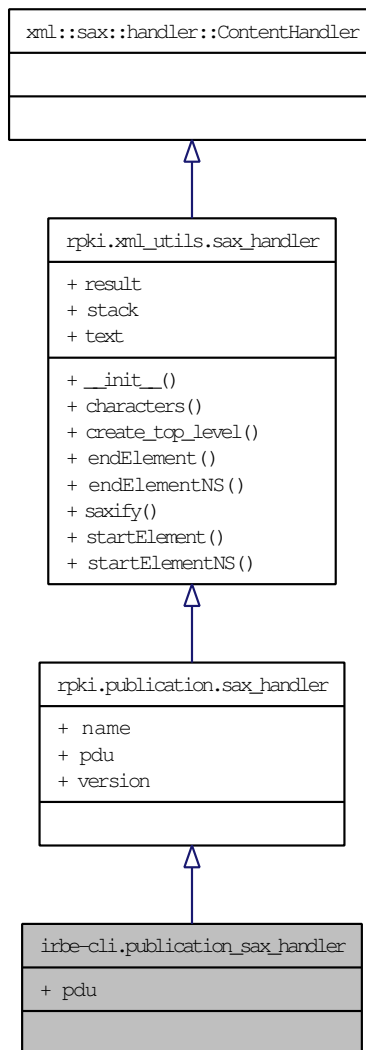 xml::sax::handler::ContentHandler
rpki.xml_utils.sax_handler
+ result
+ stack
+ text
+ __init__()
+ characters()
+ create_top_level()
+ endElement()
+ endElementNS()
+ saxify()
+ startElement()
+ startElementNS()
rpki.publication.sax_handler
+ name
+ pdu
+ version
irbe-cli.publication_sax_handler
+ pdu